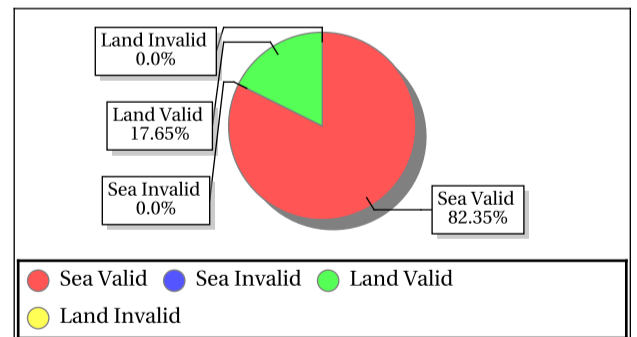 Land Invalid
0.0%
Land Valid
17.65%
Sea Invalid
0.0%
Sea Valid
82.35%
Sea Valid Sea Invalid Land Valid
Land Invalid